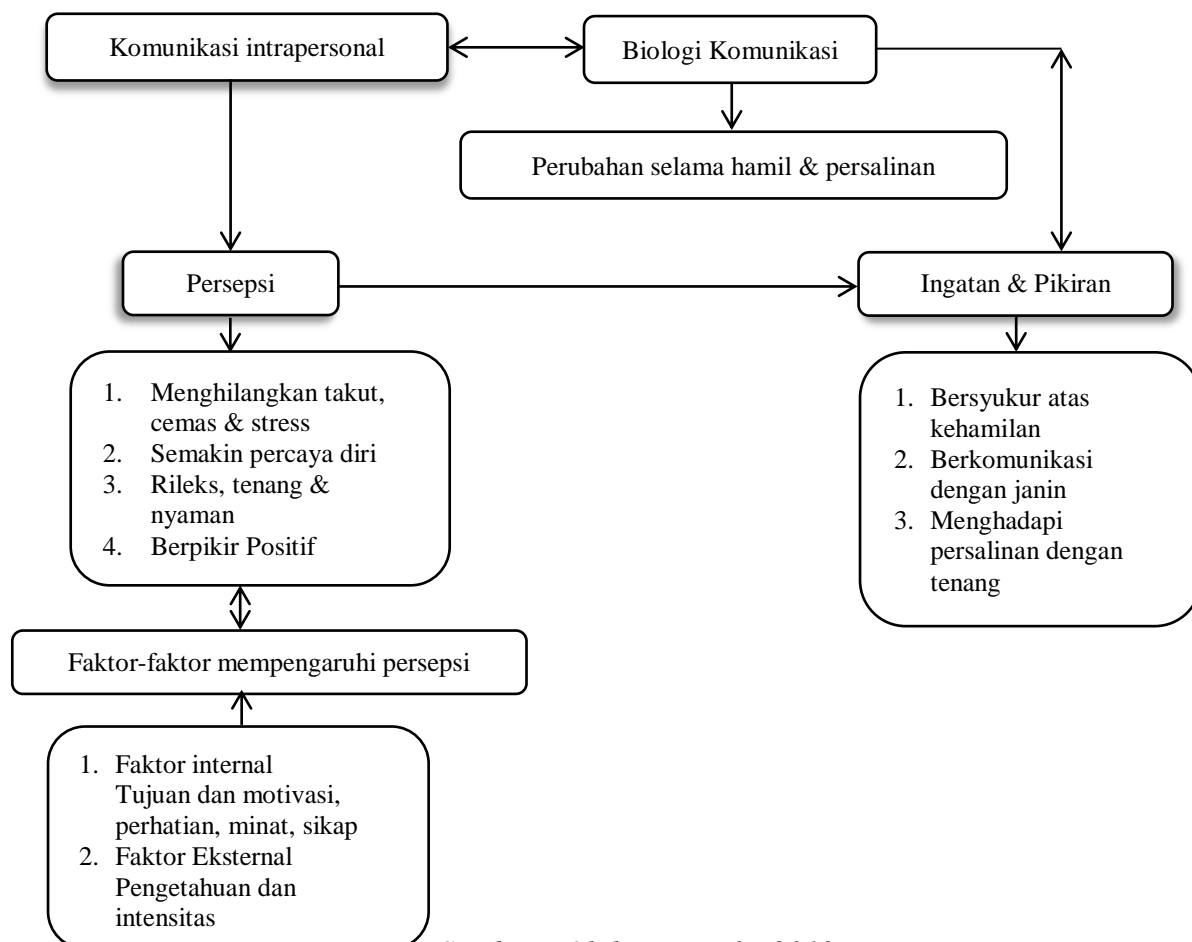 Komunikasi intrapersonal
Biologi Komunikasi
Perubahan selama hamil & persalinan
Persepsi
Ingatan & Pikiran
1. Menghilangkan takut,
cemas & stress
2. Semakin percaya diri
3. Rileks, tenang &
nyaman
4. Berpikir Positif
1. Bersyukur atas
kehamilan
2. Berkomunikasi
dengan janin
3. Menghadapi
persalinan dengan
tenang
Faktor-faktor mempengaruhi persepsi
1. Faktor internal
Tujuan dan motivasi,
perhatian, minat, sikap
2. Faktor Eksternal
Pengetahuan dan
intensitas